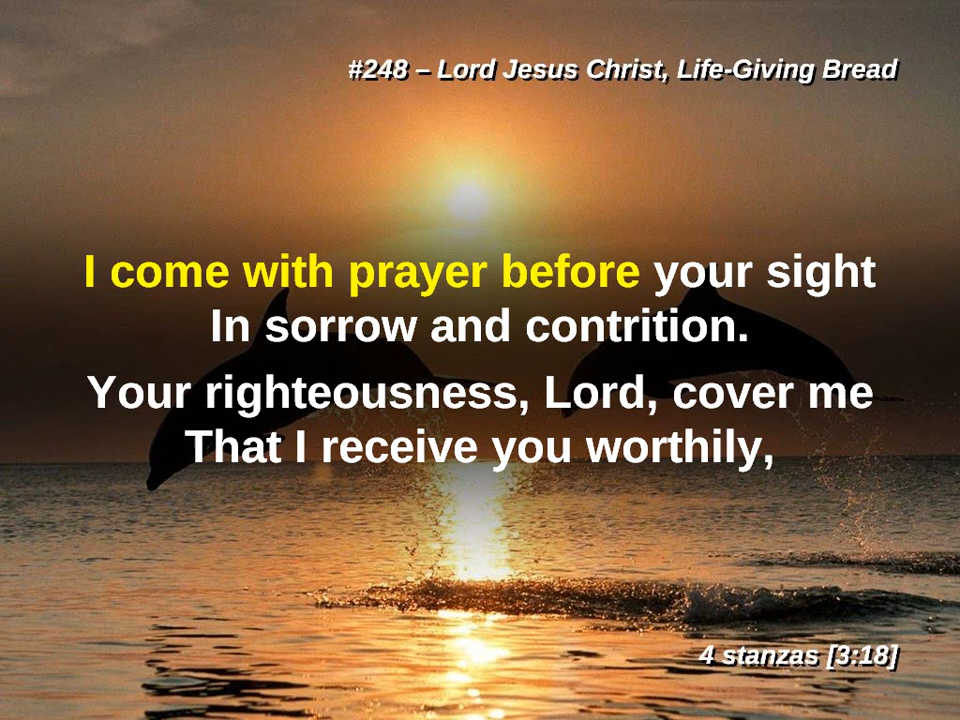 #248 – Lord Jesus Christ, Life-Giving Bread
I come with prayer before your sight
In sorrow and contrition.
Your righteousness, Lord, cover me
That I receive you worthily,
4 stanzas [3:18]